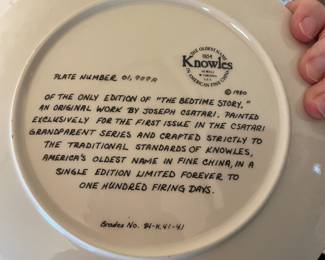 THE OLDEST NAME
1854
Knowles
IN AMERICAN FINE CHINA
PLATE NUMBER 01,909A
© 1980
OF THE ONLY EDITION OF "THE BEDTIME STORY,"
AN ORIGINAL WORK BY JOSEPH CSATARI. PAINTED
EXCLUSIVELY FOR THE FIRST ISSUE IN THE CSATARI
GRANDPARENT SERIES AND CRAFTED STRICTLY TO
THE TRADITIONAL STANDARDS OF KNOWLES,
AMERICA'S OLDEST NAME IN FINE CHINA, IN A
SINGLE EDITION LIMITED FOREVER TO
ONE HUNDRED FIRING DAYS.
Bradex No. 84-K41-4.1